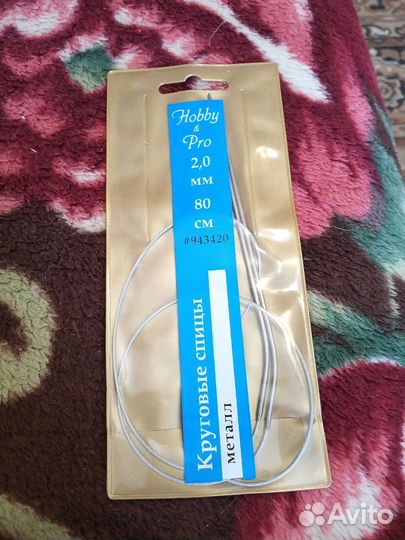 Hobby
&
Pro
2,0
мм
80
см
#943420
Круговые спицы
металл
Avito